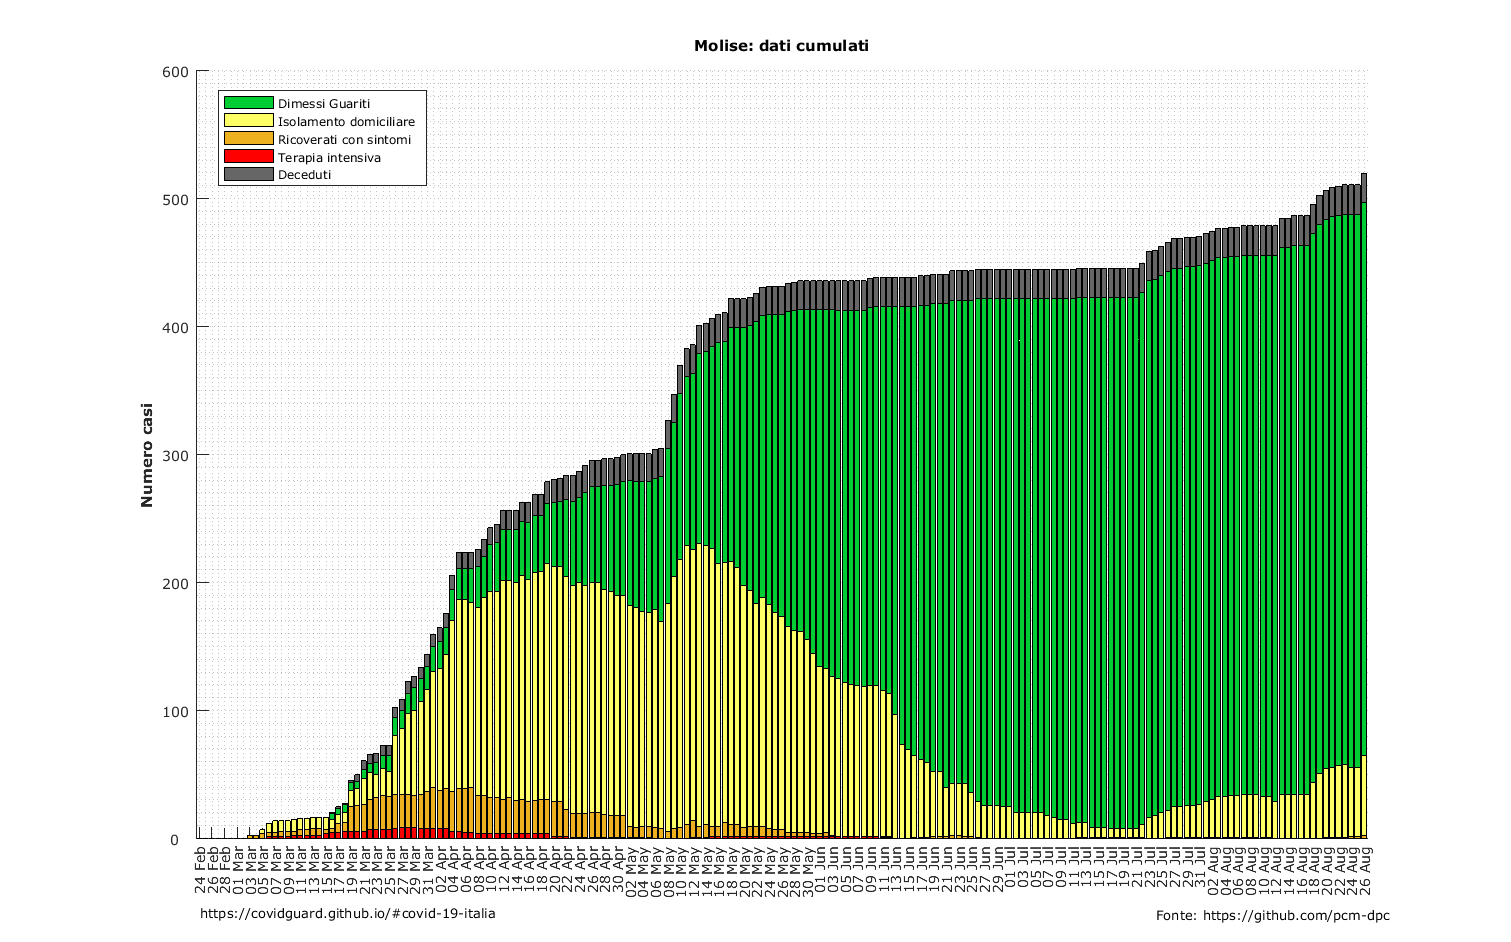 Molise: dati cumulati
600
500
400
300
200
100
0
Numero casi
Dimessi Guariti
Isolamento domiciliare
Ricoverati con sintomi
Terapia intensiva
Deceduti
24 Feb
26 Feb
28 Feb
01 Mar
03 Mar
05 Mar
07 Mar
09 Mar
11 Mar
13 Mar
15 Mar
17 Mar
19 Mar
21 Mar
23 Mar
25 Mar
27 Mar
29 Mar
31 Mar
02 Apr
04 Apr
06 Apr
08 Apr
10 Apr
12 Apr
14 Apr
16 Apr
18 Apr
20 Apr
22 Apr
24 Apr
26 Apr
28 Apr
30 Apr
02 May
04 May
06 May
08 May
10 May
12 May
14 May
16 May
18 May
20 May
22 May
24 May
26 May
28 May
30 May
01 Jun
03 Jun
05 Jun
07 Jun
09 Jun
11 Jun
13 Jun
15 Jun
17 Jun
19 Jun
21 Jun
23 Jun
25 Jun
27 Jun
29 Jun
01 Jul
03 Jul
05 Jul
07 Jul
09 Jul
11 Jul
13 Jul
15 Jul
17 Jul
19 Jul
21 Jul
23 Jul
25 Jul
27 Jul
29 Jul
31 Jul
02 Aug
04 Aug
06 Aug
08 Aug
10 Aug
12 Aug
14 Aug
16 Aug
18 Aug
20 Aug
22 Aug
24 Aug
26 Aug
https://covidguard.github.io/#covid-19-italia
Fonte: https://github.com/pcm-dpc